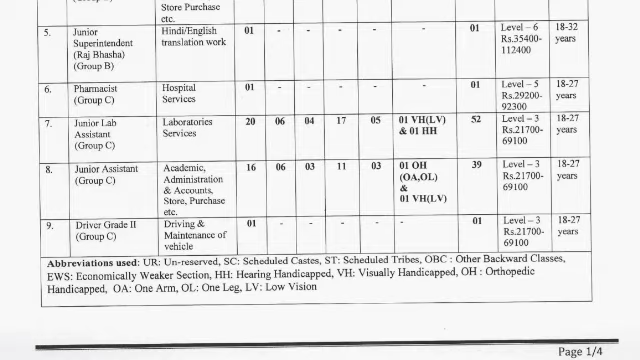 Store Purchase
etc.
5. Junior Superintendent (Raj Bhasha) (Group B) Hindi/English translation work 01 - - - - - 01 Level – 6 Rs.35400-112400 18-32 years
6. Pharmacist (Group C) Hospital Services 01 - - - - - 01 Level – 5 Rs.29200-92300 18-27 years
7. Junior Lab Assistant (Group C) Laboratories Services 20 06 04 17 05 01 VH(LV) & 01 HH 52 Level – 3 Rs.21700-69100 18-27 years
8. Junior Assistant (Group C) Academic, Administration & Accounts, Store, Purchase etc. 16 06 03 11 03 01 OH (OA,OL) & 01 VH(LV) 39 Level – 3 Rs.21700-69100 18-27 years
9. Driver Grade II (Group C) Driving & Maintenance of vehicle 01 - - - - - 01 Level – 3 Rs.21700-69100 18-27 years
Abbreviations used: UR: Un-reserved, SC: Scheduled Castes, ST: Scheduled Tribes, OBC : Other Backward Classes,
EWS: Economically Weaker Section, HH: Hearing Handicapped, VH: Visually Handicapped, OH : Orthopedic
Handicapped, OA: One Arm, OL: One Leg, LV: Low Vision
Page 1/4